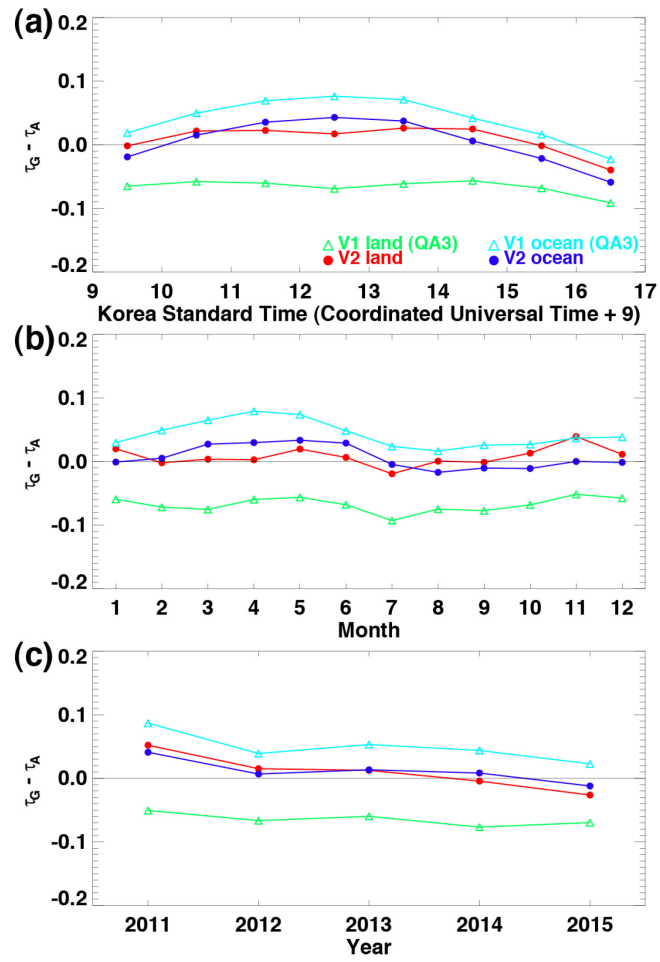 (a)
0.2
0.1
0.0
-0.1
-0.2
τG - τA
V1 land (QA3) V1 ocean (QA3)
V2 land V2 ocean
9 10 11 12 13 14 15 16 17
Korea Standard Time (Coordinated Universal Time + 9)
(b)
0.2
0.1
0.0
-0.1
-0.2
τG - τA
1 2 3 4 5 6 7 8 9 10 11 12
Month
(c)
0.2
0.1
0.0
-0.1
-0.2
τG - τA
2011 2012 2013 2014 2015
Year